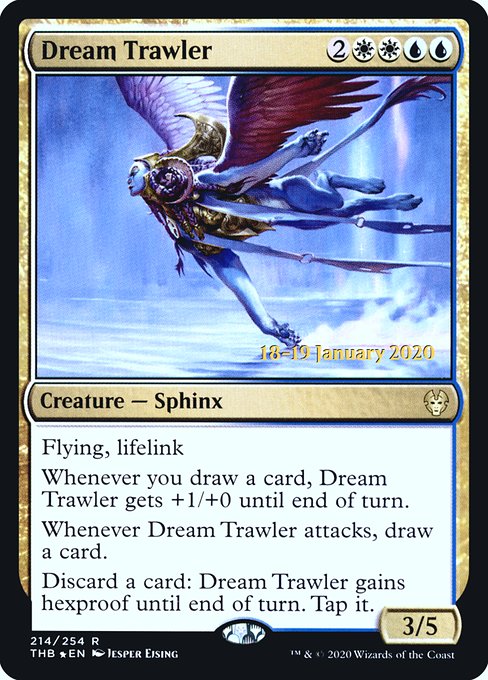 Dream Trawler 2
18–19 January 2020
Creature — Sphinx
Flying, lifelink
Whenever you draw a card, Dream
Trawler gets +1/+0 until end of turn.
Whenever Dream Trawler attacks, draw
a card.
Discard a card: Dream Trawler gains
hexproof until end of turn. Tap it.
3/5
214/254 R
THB ★ EN Jesper Eising
™ & © 2020 Wizards of the Coast